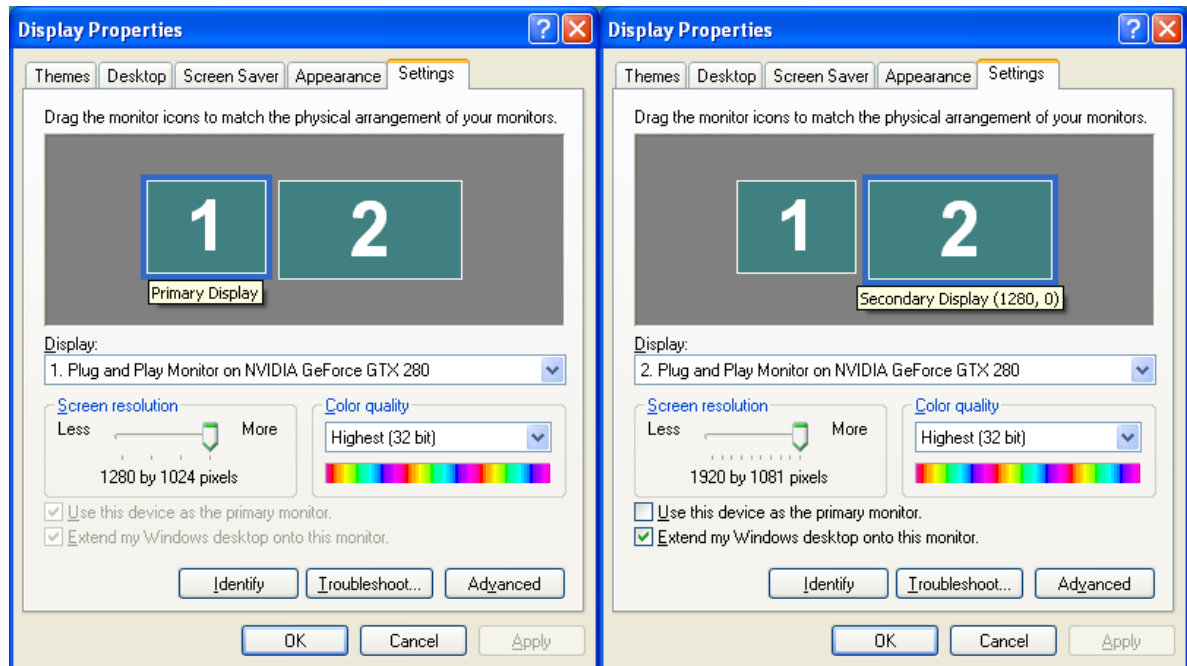 Display Properties
Themes Desktop Screen Saver Appearance Settings
Drag the monitor icons to match the physical arrangement of your monitors.
1 2
Primary Display
Display:
1. Plug and Play Monitor on NVIDIA GeForce GTX 280
Screen resolution Color quality
Less More Highest (32 bit)
1280 by 1024 pixels
Use this device as the primary monitor.
Extend my Windows desktop onto this monitor.
Identify Troubleshoot... Advanced
OK Cancel Apply
Display Properties
Themes Desktop Screen Saver Appearance Settings
Drag the monitor icons to match the physical arrangement of your monitors.
1 2
Secondary Display (1280, 0)
Display:
2. Plug and Play Monitor on NVIDIA GeForce GTX 280
Screen resolution Color quality
Less More Highest (32 bit)
1920 by 1081 pixels
Use this device as the primary monitor.
Extend my Windows desktop onto this monitor.
Identify Troubleshoot... Advanced
OK Cancel Apply